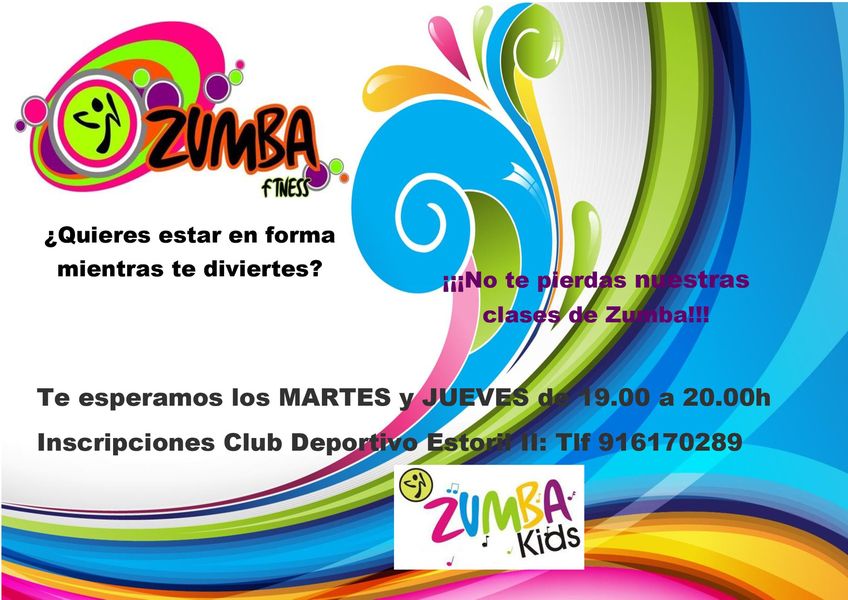 ZUMBA
FTNESS
¿Quieres estar en forma
mientras te diviertes?
¡¡¡No te pierdas nuestras
clases de Zumba!!!
Te esperamos los MARTES y JUEVES de 19.00 a 20.00h
Inscripciones Club Deportivo Estoril II: Tlf 916170289
ZUMBA
Kids